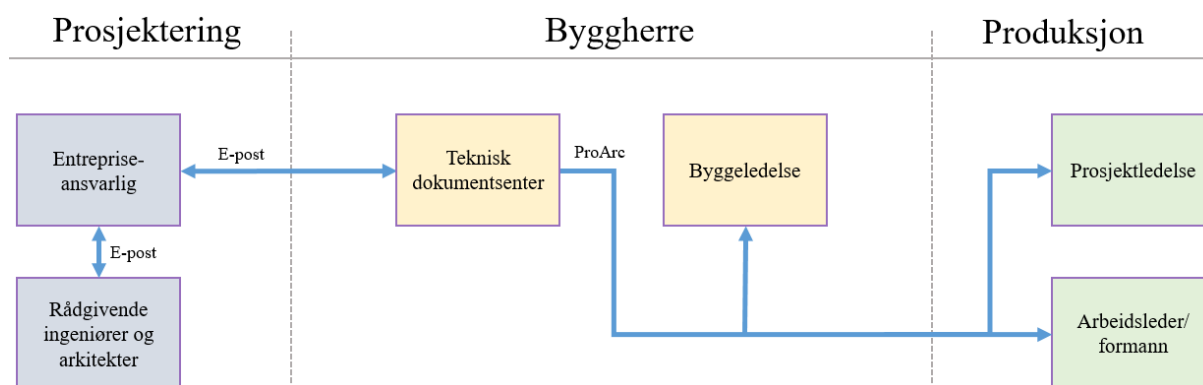 Prosjektering
Byggherre
Produksjon
Entreprise-
ansvarlig
E-post
Teknisk
dokumentsenter
ProArc
Byggeledelse
Prosjektledelse
E-post
Rådgivende
ingeniører og
arkitekter
Arbeidsleder/
formann